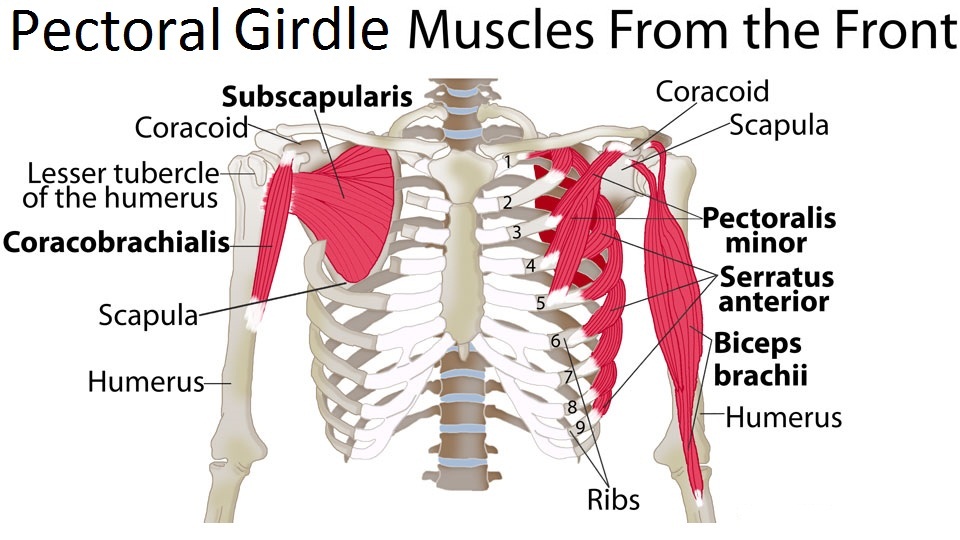 Pectoral Girdle Muscles From the Front
Subscapularis
Coracoid
Lesser tubercle
of the humerus
Coracobrachialis
Scapula
Humerus
1
2
3
4
5
6
7
8
9
Coracoid
Scapula
Pectoralis
minor
Serratus
anterior
Biceps
brachii
Humerus
Ribs